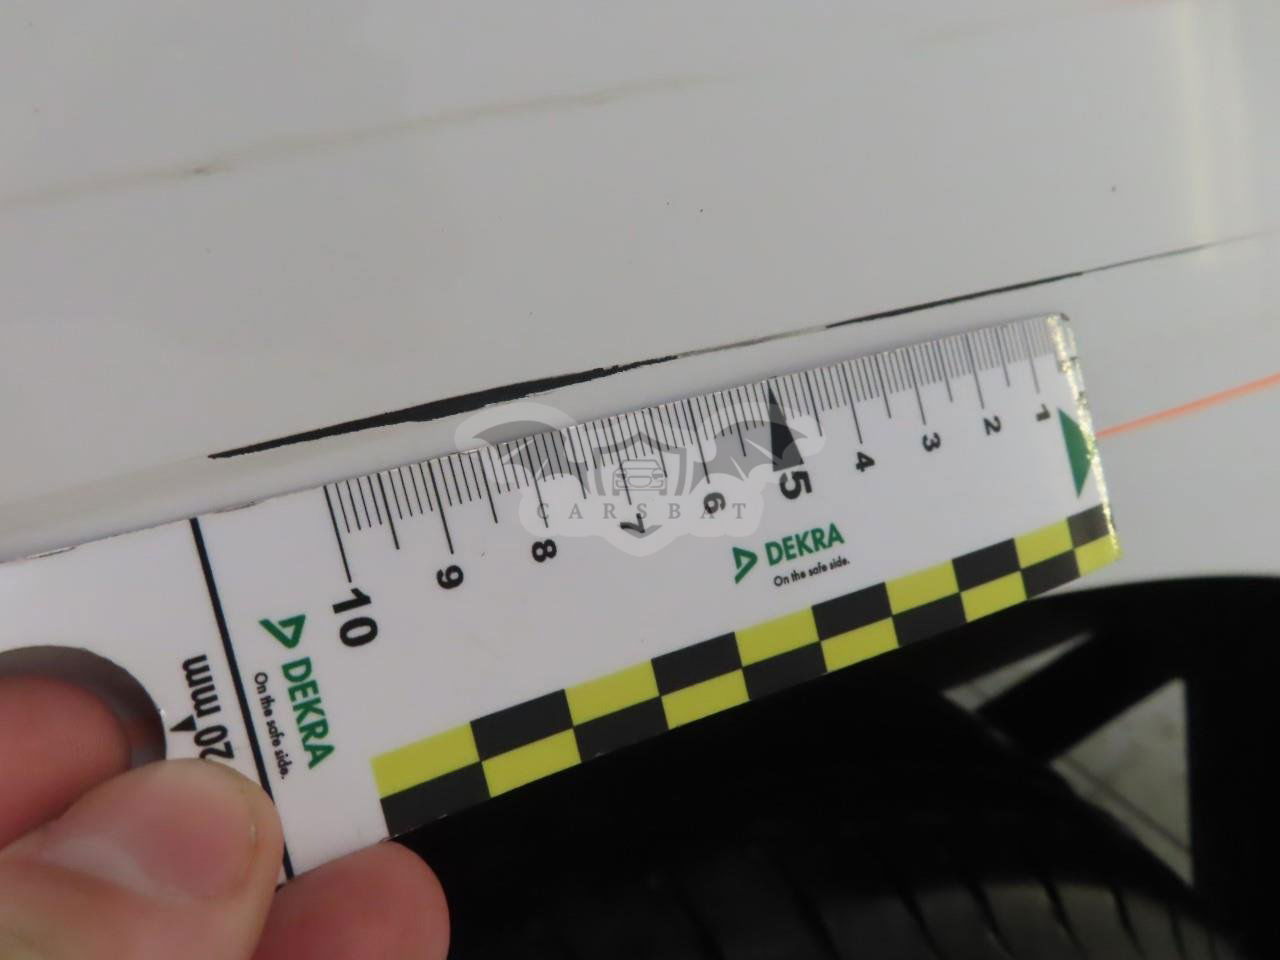 10
9
8
7
6
5
4
3
2
1
CARSBAT
DEKRA
On the safe side.
DEKRA
On the safe side.
20 mm